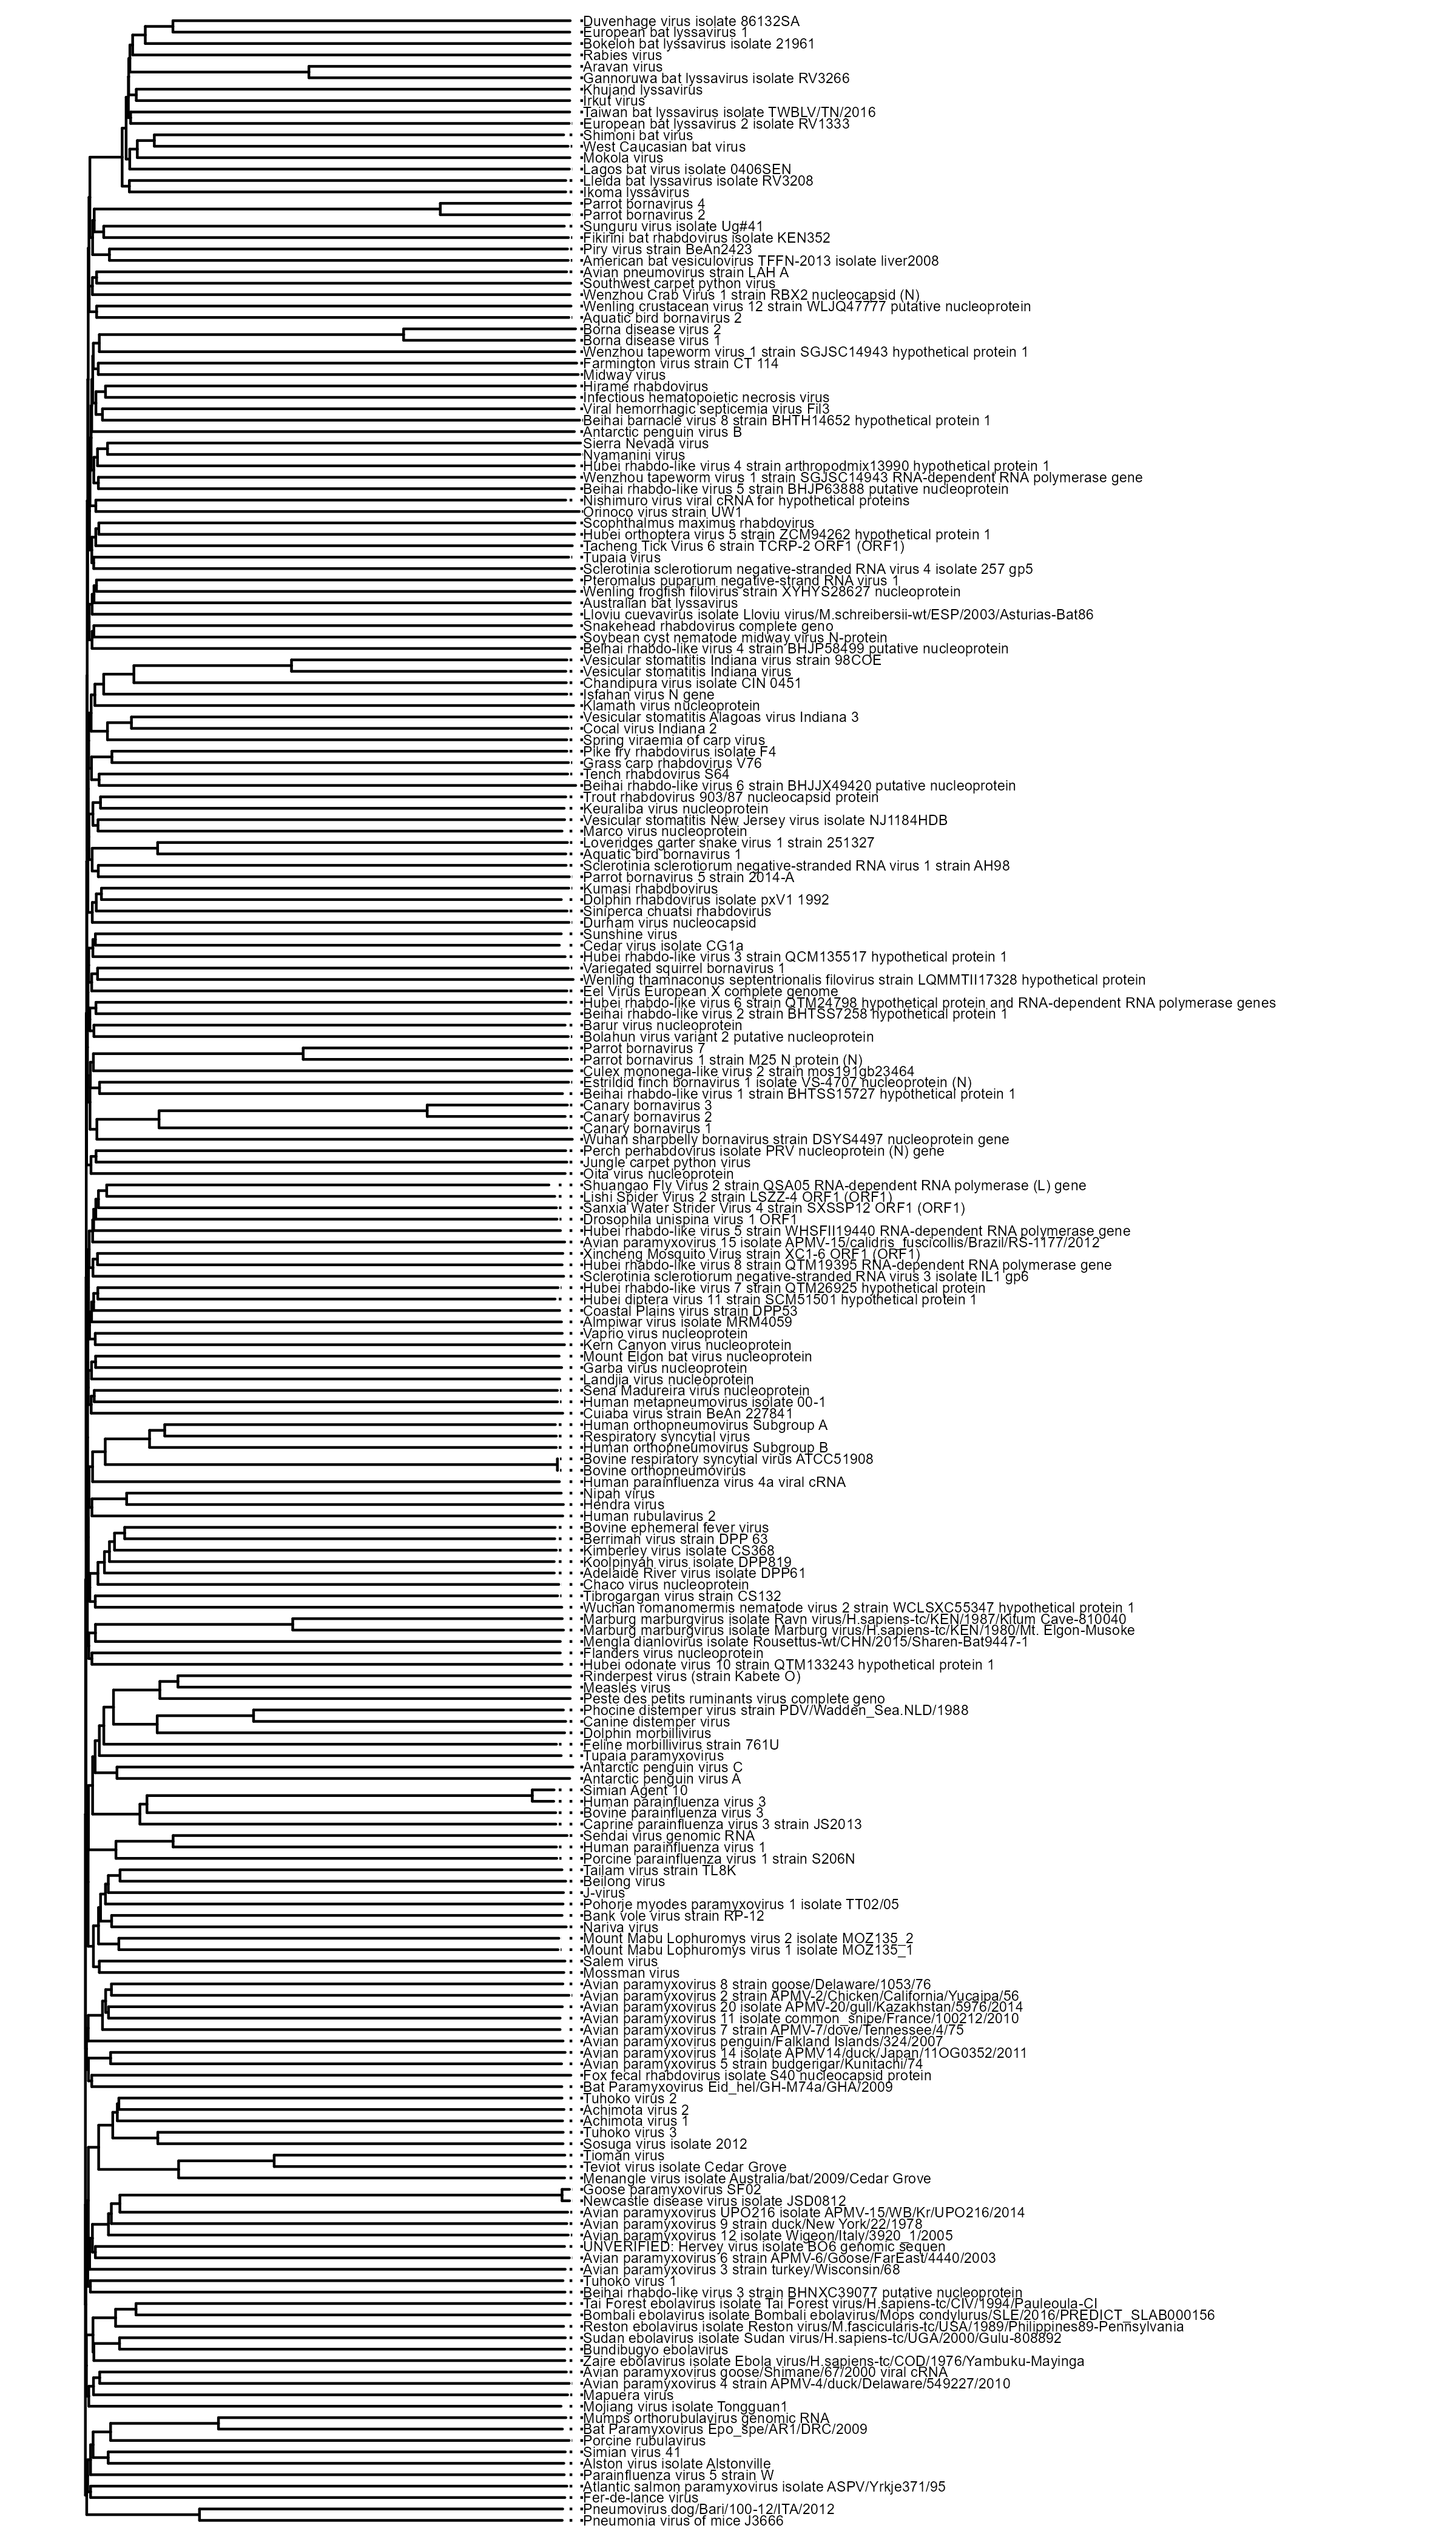 Duvenhage virus isolate 86132SA
European bat lyssavirus 1
Bokeloh bat lyssavirus isolate 21961
Rabies virus
Aravan virus
Gannoruwa bat lyssavirus isolate RV3266
Khujand lyssavirus
Irkut virus
Taiwan bat lyssavirus isolate TWBLV/TN/2016
European bat lyssavirus 2 isolate RV1333
Shimoni bat virus
West Caucasian bat virus
Mokola virus
Lagos bat virus isolate 0406SEN
Lleida bat lyssavirus isolate RV3208
Ikoma lyssavirus
Parrot bornavirus 4
Parrot bornavirus 2
Sunguru virus isolate Ug#41
Fikirini bat rhabdovirus isolate KEN352
Piry virus strain BeAn2423
American bat vesiculovirus TFFN-2013 isolate liver2008
Avian pneumovirus strain LAH A
Southwest carpet python virus
Wenzhou Crab Virus 1 strain RBX2 nucleocapsid (N)
Wenling crustacean virus 12 strain WLJQ47777 putative nucleoprotein
Aquatic bird bornavirus 2
Borna disease virus 2
Borna disease virus 1
Wenzhou tapeworm virus 1 strain SGJSC14943 hypothetical protein 1
Farmington virus strain CT 114
Midway virus
Hirame rhabdovirus
Infectious hematopoietic necrosis virus
Viral hemorrhagic septicemia virus Fil3
Beihai barnacle virus 8 strain BHTH14652 hypothetical protein 1
Antarctic penguin virus B
Sierra Nevada virus
Nyamanini virus
Hubei rhabdo-like virus 4 strain arthropodmix13990 hypothetical protein 1
Wenzhou tapeworm virus 1 strain SGJSC14943 RNA-dependent RNA polymerase gene
Beihai rhabdo-like virus 5 strain BHJP63888 putative nucleoprotein
Nishimuro virus viral cRNA for hypothetical proteins
Orinoco virus strain UW1
Scophthalmus maximus rhabdovirus
Hubei orthoptera virus 5 strain ZCM94262 hypothetical protein 1
Tacheng Tick Virus 6 strain TCRP-2 ORF1 (ORF1)
Tupaia virus
Sclerotinia sclerotiorum negative-stranded RNA virus 4 isolate 257 gp5
Pteromalus puparum negative-strand RNA virus 1
Wenling frogfish filovirus strain XYHYS28627 nucleoprotein
Australian bat lyssavirus
Lloviu cuevavirus isolate Lloviu virus/M.schreibersii-wt/ESP/2003/Asturias-Bat86
Snakehead rhabdovirus complete geno
Soybean cyst nematode midway virus N-protein
Beihai rhabdo-like virus 4 strain BHJP58499 putative nucleoprotein
Vesicular stomatitis Indiana virus strain 98COE
Vesicular stomatitis Indiana virus
Chandipura virus isolate CIN 0451
Isfahan virus N gene
Klamath virus nucleoprotein
Vesicular stomatitis Alagoas virus Indiana 3
Cocal virus Indiana 2
Spring viraemia of carp virus
Pike fry rhabdovirus isolate F4
Grass carp rhabdovirus V76
Tench rhabdovirus S64
Beihai rhabdo-like virus 6 strain BHJJX49420 putative nucleoprotein
Trout rhabdovirus 903/87 nucleocapsid protein
Keuraliba virus nucleoprotein
Vesicular stomatitis New Jersey virus isolate NJ1184HDB
Marco virus nucleoprotein
Loveridges garter snake virus 1 strain 251327
Aquatic bird bornavirus 1
Sclerotinia sclerotiorum negative-stranded RNA virus 1 strain AH98
Parrot bornavirus 5 strain 2014-A
Kumasi rhabdbovirus
Dolphin rhabdovirus isolate pxV1 1992
Siniperca chuatsi rhabdovirus
Durham virus nucleocapsid
Sunshine virus
Cedar virus isolate CG1a
Hubei rhabdo-like virus 3 strain QCM135517 hypothetical protein 1
Variegated squirrel bornavirus 1
Wenling thamnaconus septentrionalis filovirus strain LQMMTII17328 hypothetical protein
Eel Virus European X complete genome
Hubei rhabdo-like virus 6 strain QTM24798 hypothetical protein and RNA-dependent RNA polymerase genes
Beihai rhabdo-like virus 2 strain BHTSS7258 hypothetical protein 1
Barur virus nucleoprotein
Bolahun virus variant 2 putative nucleoprotein
Parrot bornavirus 7
Parrot bornavirus 1 strain M25 N protein (N)
Culex mononega-like virus 2 strain mos191gb23464
Estrildid finch bornavirus 1 isolate VS-4707 nucleoprotein (N)
Beihai rhabdo-like virus 1 strain BHTSS15727 hypothetical protein 1
Canary bornavirus 3
Canary bornavirus 2
Canary bornavirus 1
Wuhan sharpbelly bornavirus strain DSYS4497 nucleoprotein gene
Perch perhabdovirus isolate PRV nucleoprotein (N) gene
Jungle carpet python virus
Oita virus nucleoprotein
Shuangao Fly Virus 2 strain QSA05 RNA-dependent RNA polymerase (L) gene
Lishi Spider Virus 2 strain LSZZ-4 ORF1 (ORF1)
Sanxia Water Strider Virus 4 strain SXSSP12 ORF1 (ORF1)
Drosophila unispina virus 1 ORF1
Hubei rhabdo-like virus 5 strain WHSFII19440 RNA-dependent RNA polymerase gene
Avian paramyxovirus 15 isolate APMV-15/calidris_fuscicollis/Brazil/RS-1177/2012
Xincheng Mosquito Virus strain XC1-6 ORF1 (ORF1)
Hubei rhabdo-like virus 8 strain QTM19395 RNA-dependent RNA polymerase gene
Sclerotinia sclerotiorum negative-stranded RNA virus 3 isolate IL1 gp6
Hubei rhabdo-like virus 7 strain QTM26925 hypothetical protein
Hubei diptera virus 11 strain SCM51501 hypothetical protein 1
Coastal Plains virus strain DPP53
Almpiwar virus isolate MRM4059
Vaprio virus nucleoprotein
Kern Canyon virus nucleoprotein
Mount Elgon bat virus nucleoprotein
Garba virus nucleoprotein
Landjia virus nucleoprotein
Sena Madureira virus nucleoprotein
Human metapneumovirus isolate 00-1
Cuiaba virus strain BeAn 227841
Human orthopneumovirus Subgroup A
Respiratory syncytial virus
Human orthopneumovirus Subgroup B
Bovine respiratory syncytial virus ATCC51908
Bovine orthopneumovirus
Human parainfluenza virus 4a viral cRNA
Nipah virus
Hendra virus
Human rubulavirus 2
Bovine ephemeral fever virus
Berrimah virus strain DPP 63
Kimberley virus isolate CS368
Koolpinyah virus isolate DPP819
Adelaide River virus isolate DPP61
Chaco virus nucleoprotein
Tibrogargan virus strain CS132
Wuchan romanomermis nematode virus 2 strain WCLSXC55347 hypothetical protein 1
Marburg marburgvirus isolate Ravn virus/H.sapiens-tc/KEN/1987/Kitum Cave-810040
Marburg marburgvirus isolate Marburg virus/H.sapiens-tc/KEN/1980/Mt. Elgon-Musoke
Mengla dianlovirus isolate Rousettus-wt/CHN/2015/Sharen-Bat9447-1
Flanders virus nucleoprotein
Hubei odonate virus 10 strain QTM133243 hypothetical protein 1
Rinderpest virus (strain Kabete O)
Measles virus
Peste des petits ruminants virus complete geno
Phocine distemper virus strain PDV/Wadden_Sea.NLD/1988
Canine distemper virus
Dolphin morbillivirus
Feline morbillivirus strain 761U
Tupaia paramyxovirus
Antarctic penguin virus C
Antarctic penguin virus A
Simian Agent 10
Human parainfluenza virus 3
Bovine parainfluenza virus 3
Caprine parainfluenza virus 3 strain JS2013
Sendai virus genomic RNA
Human parainfluenza virus 1
Porcine parainfluenza virus 1 strain S206N
Tailam virus strain TL8K
Beilong virus
J-virus
Pohorje myodes paramyxovirus 1 isolate TT02/05
Bank vole virus strain RP-12
Nariva virus
Mount Mabu Lophuromys virus 2 isolate MOZ135_2
Mount Mabu Lophuromys virus 1 isolate MOZ135_1
Salem virus
Mossman virus
Avian paramyxovirus 8 strain goose/Delaware/1053/76
Avian paramyxovirus 2 strain APMV-2/Chicken/California/Yucaipa/56
Avian paramyxovirus 20 isolate APMV-20/gull/Kazakhstan/5976/2014
Avian paramyxovirus 11 isolate common_snipe/France/100212/2010
Avian paramyxovirus 7 strain APMV-7/dove/Tennessee/4/75
Avian paramyxovirus penguin/Falkland Islands/324/2007
Avian paramyxovirus 14 isolate APMV14/duck/Japan/11OG0352/2011
Avian paramyxovirus 5 strain budgerigar/Kunitachi/74
Fox fecal rhabdovirus isolate S40 nucleocapsid protein
Bat Paramyxovirus Eid_hel/GH-M74a/GHA/2009
Tuhoko virus 2
Achimota virus 2
Achimota virus 1
Tuhoko virus 3
Sosuga virus isolate 2012
Tioman virus
Teviot virus isolate Cedar Grove
Menangle virus isolate Australia/bat/2009/Cedar Grove
Goose paramyxovirus SF02
Newcastle disease virus isolate JSD0812
Avian paramyxovirus UPO216 isolate APMV-15/WB/Kr/UPO216/2014
Avian paramyxovirus 9 strain duck/New York/22/1978
Avian paramyxovirus 12 isolate Wigeon/Italy/3920_1/2005
UNVERIFIED: Hervey virus isolate BO6 genomic sequen
Avian paramyxovirus 6 strain APMV-6/Goose/FarEast/4440/2003
Avian paramyxovirus 3 strain turkey/Wisconsin/68
Tuhoko virus 1
Beihai rhabdo-like virus 3 strain BHNXC39077 putative nucleoprotein
Tai Forest ebolavirus isolate Tai Forest virus/H.sapiens-tc/CIV/1994/Pauleoula-CI
Bombali ebolavirus isolate Bombali ebolavirus/Mops condylurus/SLE/2016/PREDICT_SLAB000156
Reston ebolavirus isolate Reston virus/M.fascicularis-tc/USA/1989/Philippines89-Pennsylvania
Sudan ebolavirus isolate Sudan virus/H.sapiens-tc/UGA/2000/Gulu-808892
Bundibugyo ebolavirus
Zaire ebolavirus isolate Ebola virus/H.sapiens-tc/COD/1976/Yambuku-Mayinga
Avian paramyxovirus goose/Shimane/67/2000 viral cRNA
Avian paramyxovirus 4 strain APMV-4/duck/Delaware/549227/2010
Mapuera virus
Mojiang virus isolate Tongguan1
Mumps orthorubulavirus genomic RNA
Bat Paramyxovirus Epo_spe/AR1/DRC/2009
Porcine rubulavirus
Simian virus 41
Alston virus isolate Alstonville
Parainfluenza virus 5 strain W
Atlantic salmon paramyxovirus isolate ASPV/Yrkje371/95
Fer-de-lance virus
Pneumovirus dog/Bari/100-12/ITA/2012
Pneumonia virus of mice J3666